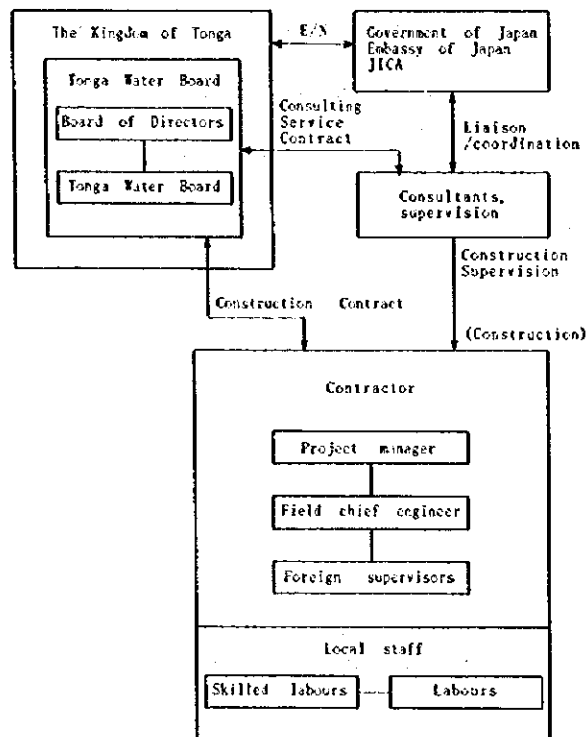 The Kingdom of Tonga
Tonga Water Board
Board of Directors
Tonga Water Board
E/N
Government of Japan
Embassy of Japan
JICA
Consulting
Service
Contract
Liaison
/coordination
Consultants,
supervision
Construction
Supervision
Construction Contract
(Construction)
Contractor
Project manager
Field chief engineer
Foreign supervisors
Local staff
Skilled labours
Labours